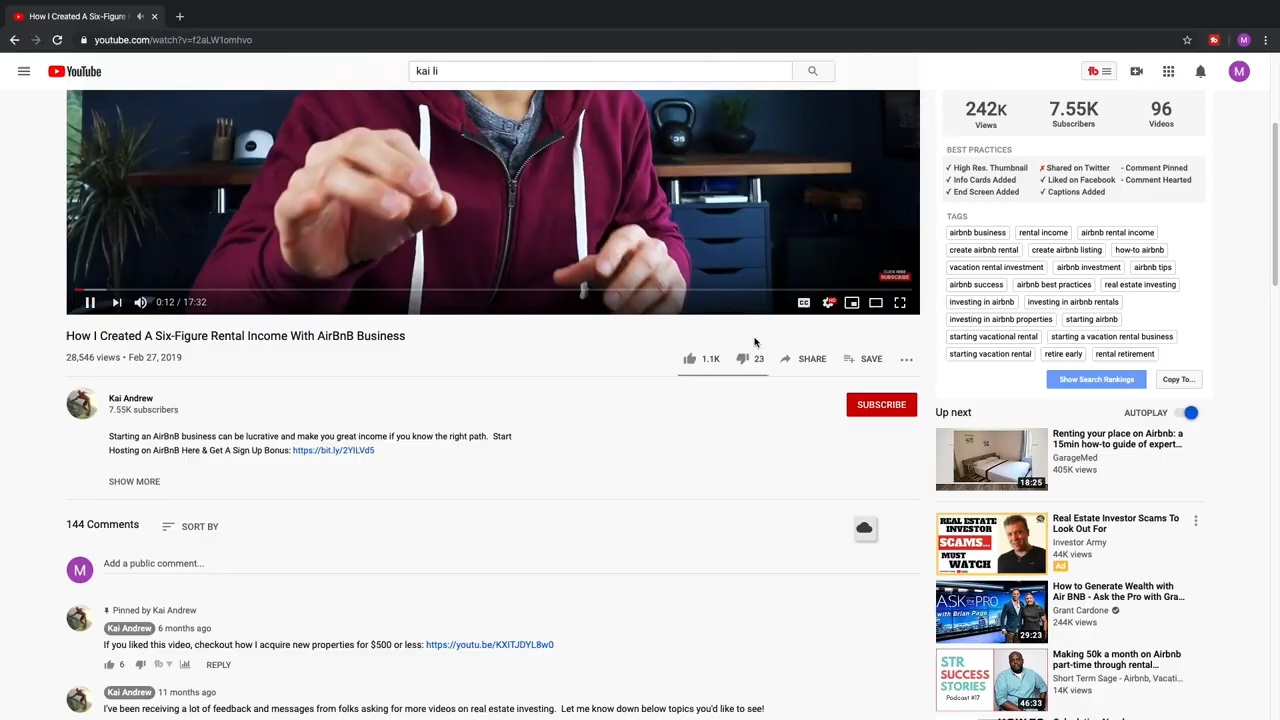 How I Created A Six-Figure
youtube.com/watch?v=f2aLW1omhvo
M
YouTube
kai li
tb
M
CLICK HERE
SUBSCRIBE
0:12 / 17:32
CC
HD
How I Created A Six-Figure Rental Income With AirBnB Business
28,546 views • Feb 27, 2019
1.1K
23
SHARE
SAVE
Kai Andrew
7.55K subscribers
SUBSCRIBE
Starting an AirBnB business can be lucrative and make you great income if you know the right path. Start
Hosting on AirBnB Here & Get A Sign Up Bonus: https://bit.ly/2YILVd5
SHOW MORE
144 Comments
SORT BY
M
Add a public comment...
Pinned by Kai Andrew
Kai Andrew 6 months ago
If you liked this video, checkout how I acquire new properties for $500 or less: https://youtu.be/KXITJDYL8w0
6
tb
REPLY
Kai Andrew 11 months ago
I've been receiving a lot of feedback and messages from folks asking for more videos on real estate investing. Let me know down below topics you'd like to see!
242K 7.55K 96
Views Subscribers Videos
BEST PRACTICES
✓ High Res. Thumbnail ✗ Shared on Twitter - Comment Pinned
✓ Info Cards Added ✓ Liked on Facebook - Comment Hearted
✓ End Screen Added ✓ Captions Added
TAGS
airbnb business rental income airbnb rental income
create airbnb rental create airbnb listing how-to airbnb
vacation rental investment airbnb investment airbnb tips
airbnb success airbnb best practices real estate investing
investing in airbnb investing in airbnb rentals
investing in airbnb properties starting airbnb
starting vacational rental starting a vacation rental business
starting vacation rental retire early rental retirement
Show Search Rankings Copy To...
Up next
AUTOPLAY
18:25
Renting your place on Airbnb: a
15min how-to guide of expert...
GarageMed
405K views
REAL ESTATE
INVESTOR
SCAMS...
MUST
WATCH
Real Estate Investor Scams To
Look Out For
Investor Army
44K views
Ad
ASK THE PRO
with Brian Page
29:23
How to Generate Wealth with
Air BNB - Ask the Pro with Gra...
Grant Cardone
244K views
STR
SUCCESS
STORIES
Podcast #17
46:33
Making 50k a month on Airbnb
part-time through rental...
Short Term Sage - Airbnb, Vacati...
14K views